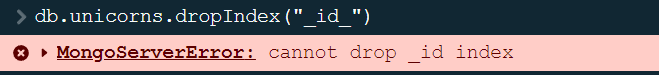 db.unicorns.dropIndex("_id_")
MongoServerError: cannot drop _id index